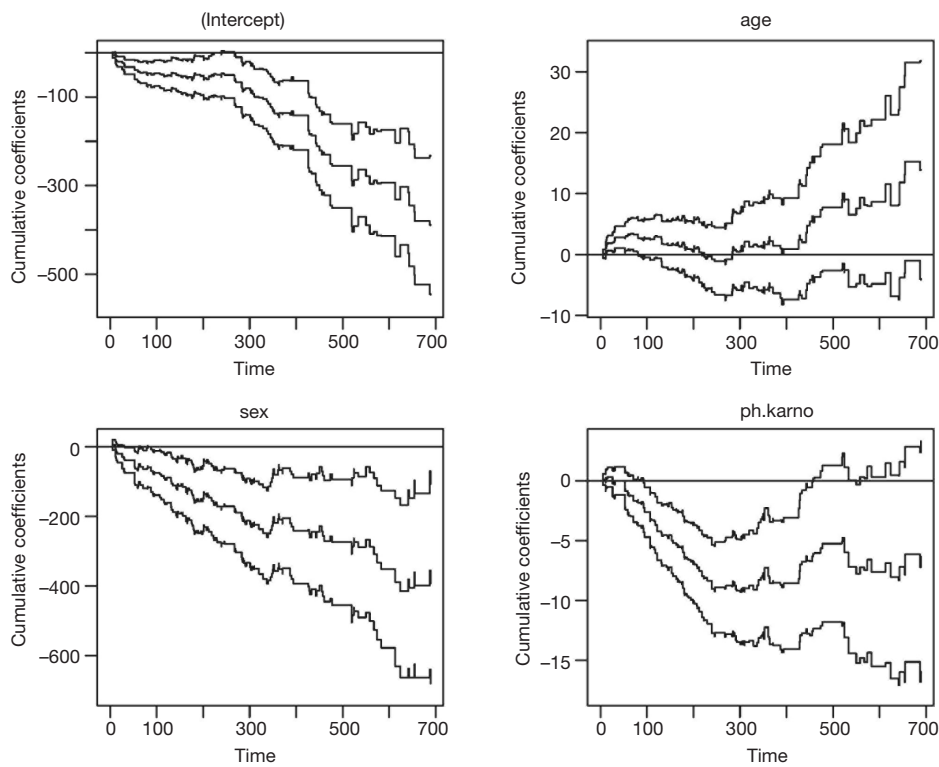 (Intercept)
Cumulative coefficients
−100
−300
−500
0 100 300 500 700
Time
age
Cumulative coefficients
30
20
10
0
−10
0 100 300 500 700
Time
sex
Cumulative coefficients
0
−200
−400
−600
0 100 300 500 700
Time
ph.karno
Cumulative coefficients
0
−5
−10
−15
0 100 300 500 700
Time